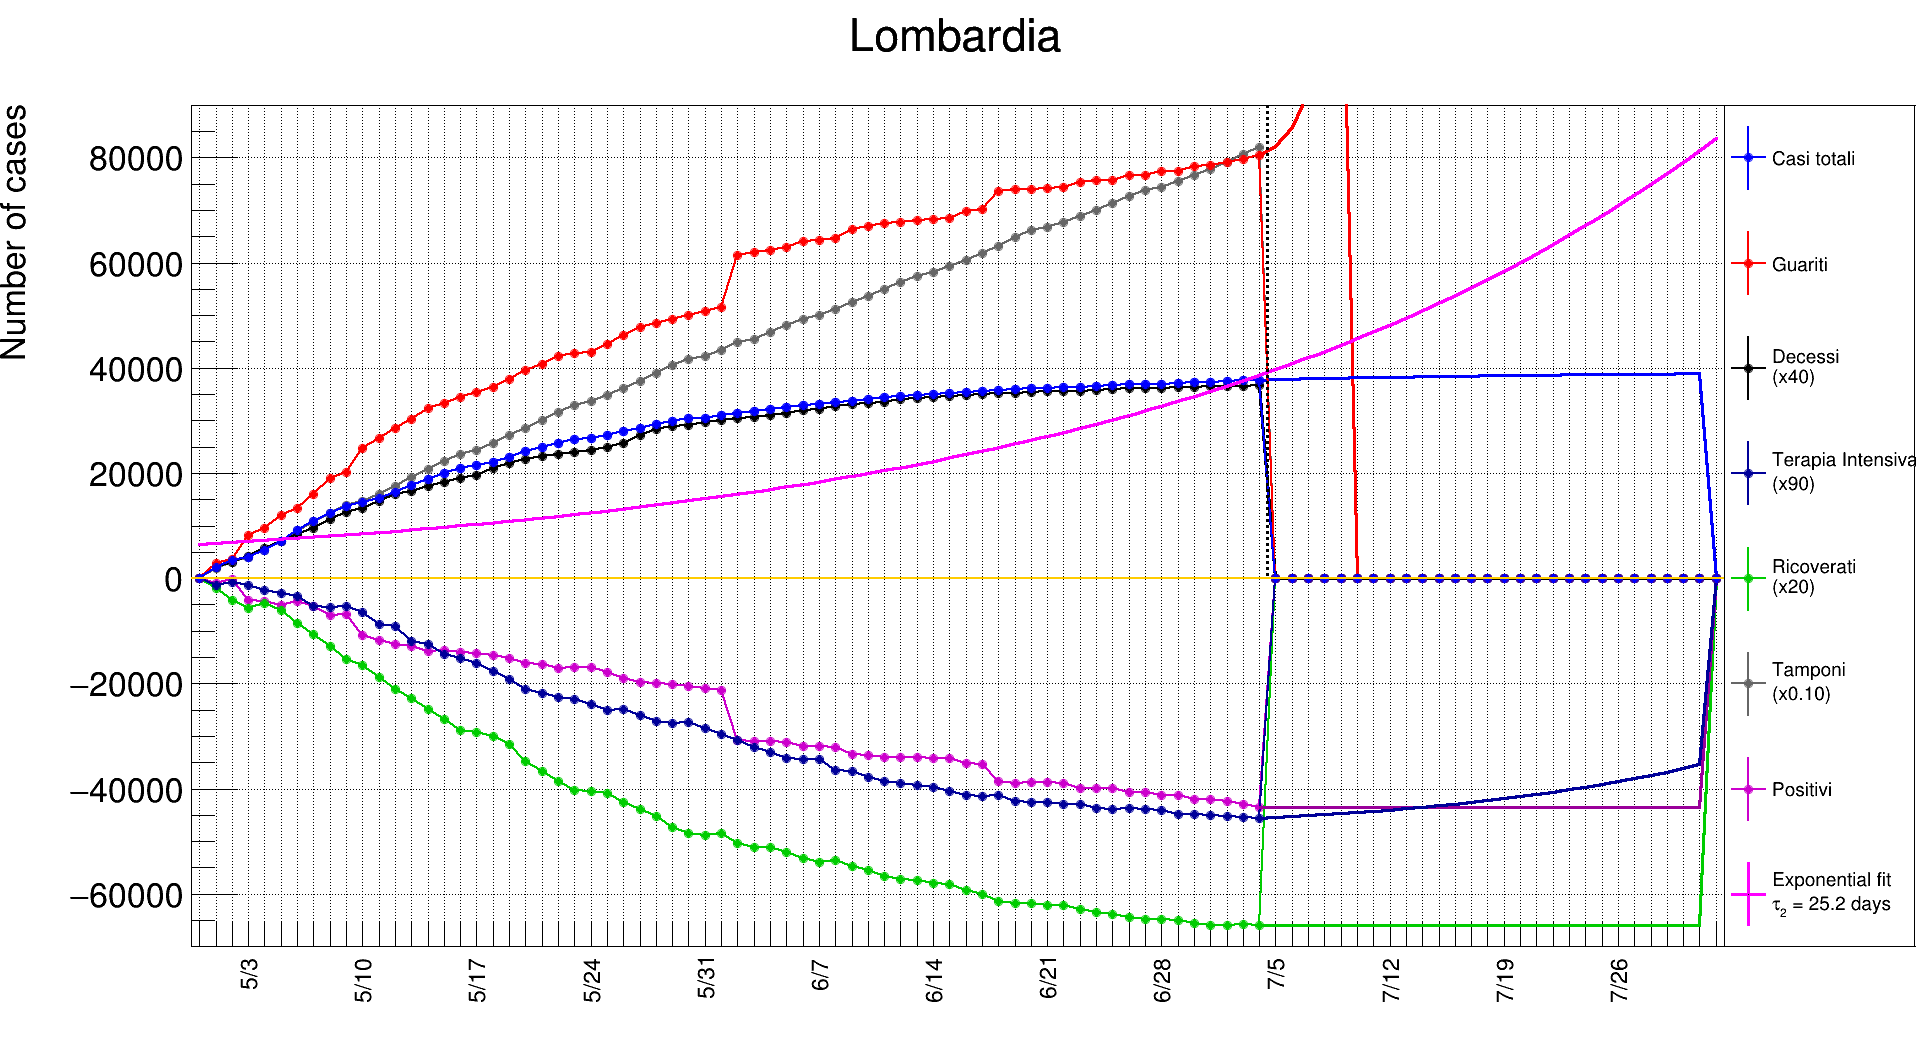 Lombardia
Number of cases
80000
60000
40000
20000
0
−20000
−40000
−60000
5/3
5/10
5/17
5/24
5/31
6/7
6/14
6/21
6/28
7/5
7/12
7/19
7/26
Casi totali
Guariti
Decessi
(x40)
Terapia Intensiva
(x90)
Ricoverati
(x20)
Tamponi
(x0.10)
Positivi
Exponential fit
τ2 = 25.2 days